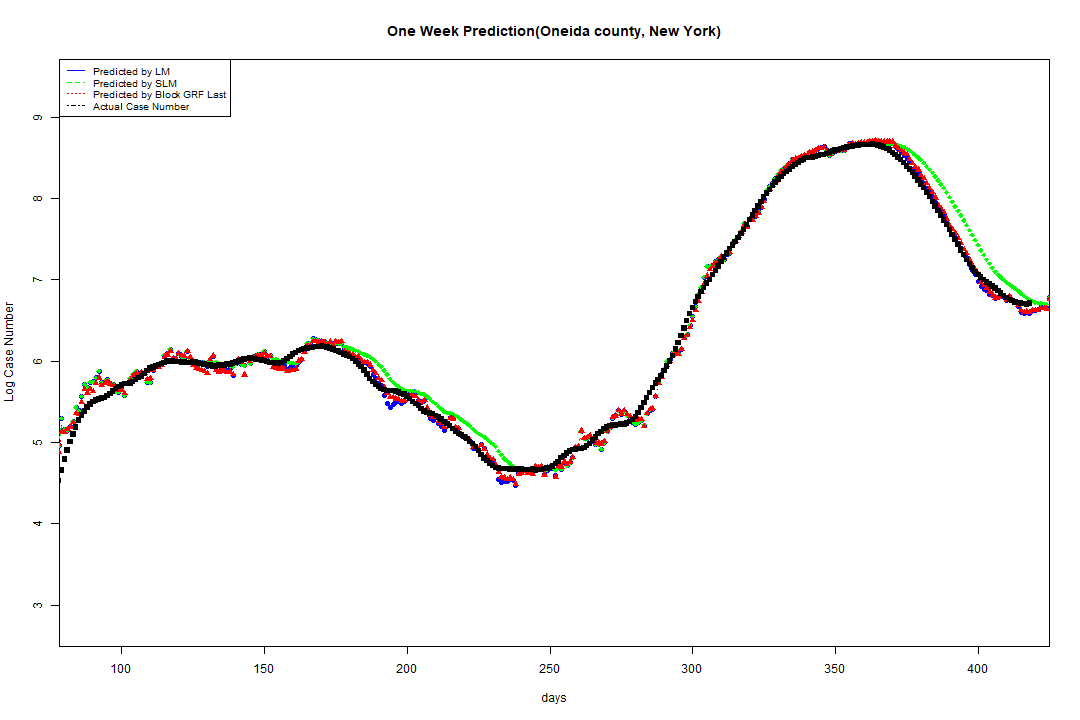 One Week Prediction(Oneida county, New York)
Predicted by LM
Predicted by SLM
Predicted by Block GRF Last
Actual Case Number
9
8
7
6
5
4
3
Log Case Number
100 150 200 250 300 350 400
days